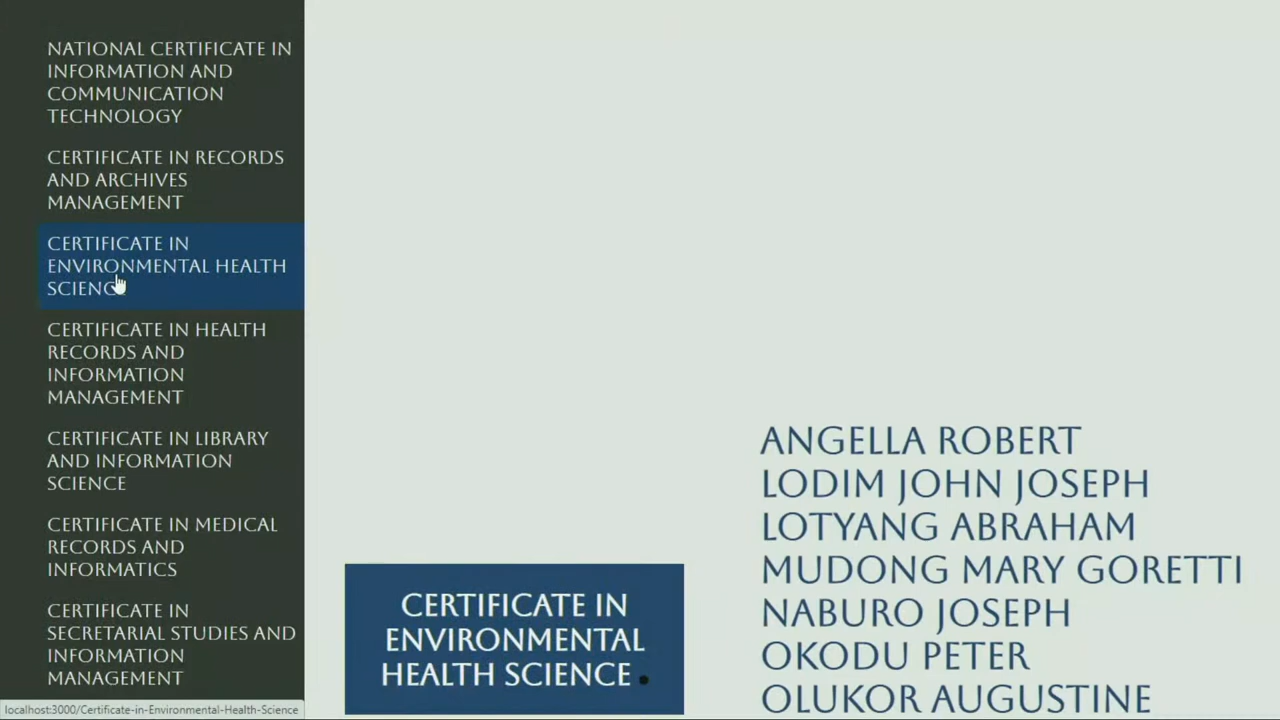 NATIONAL CERTIFICATE IN
INFORMATION AND
COMMUNICATION
TECHNOLOGY
CERTIFICATE IN RECORDS
AND ARCHIVES
MANAGEMENT
CERTIFICATE IN
ENVIRONMENTAL HEALTH
SCIENCE
CERTIFICATE IN HEALTH
RECORDS AND
INFORMATION
MANAGEMENT
CERTIFICATE IN LIBRARY
AND INFORMATION
SCIENCE
CERTIFICATE IN MEDICAL
RECORDS AND
INFORMATICS
CERTIFICATE IN
SECRETARIAL STUDIES AND
INFORMATION
MANAGEMENT
localhost:3000/Certificate-in-Environmental-Health-Science
CERTIFICATE IN
ENVIRONMENTAL
HEALTH SCIENCE
ANGELLA ROBERT
LODIM JOHN JOSEPH
LOTYANG ABRAHAM
MUDONG MARY GORETTI
NABURO JOSEPH
OKODU PETER
OLUKOR AUGUSTINE